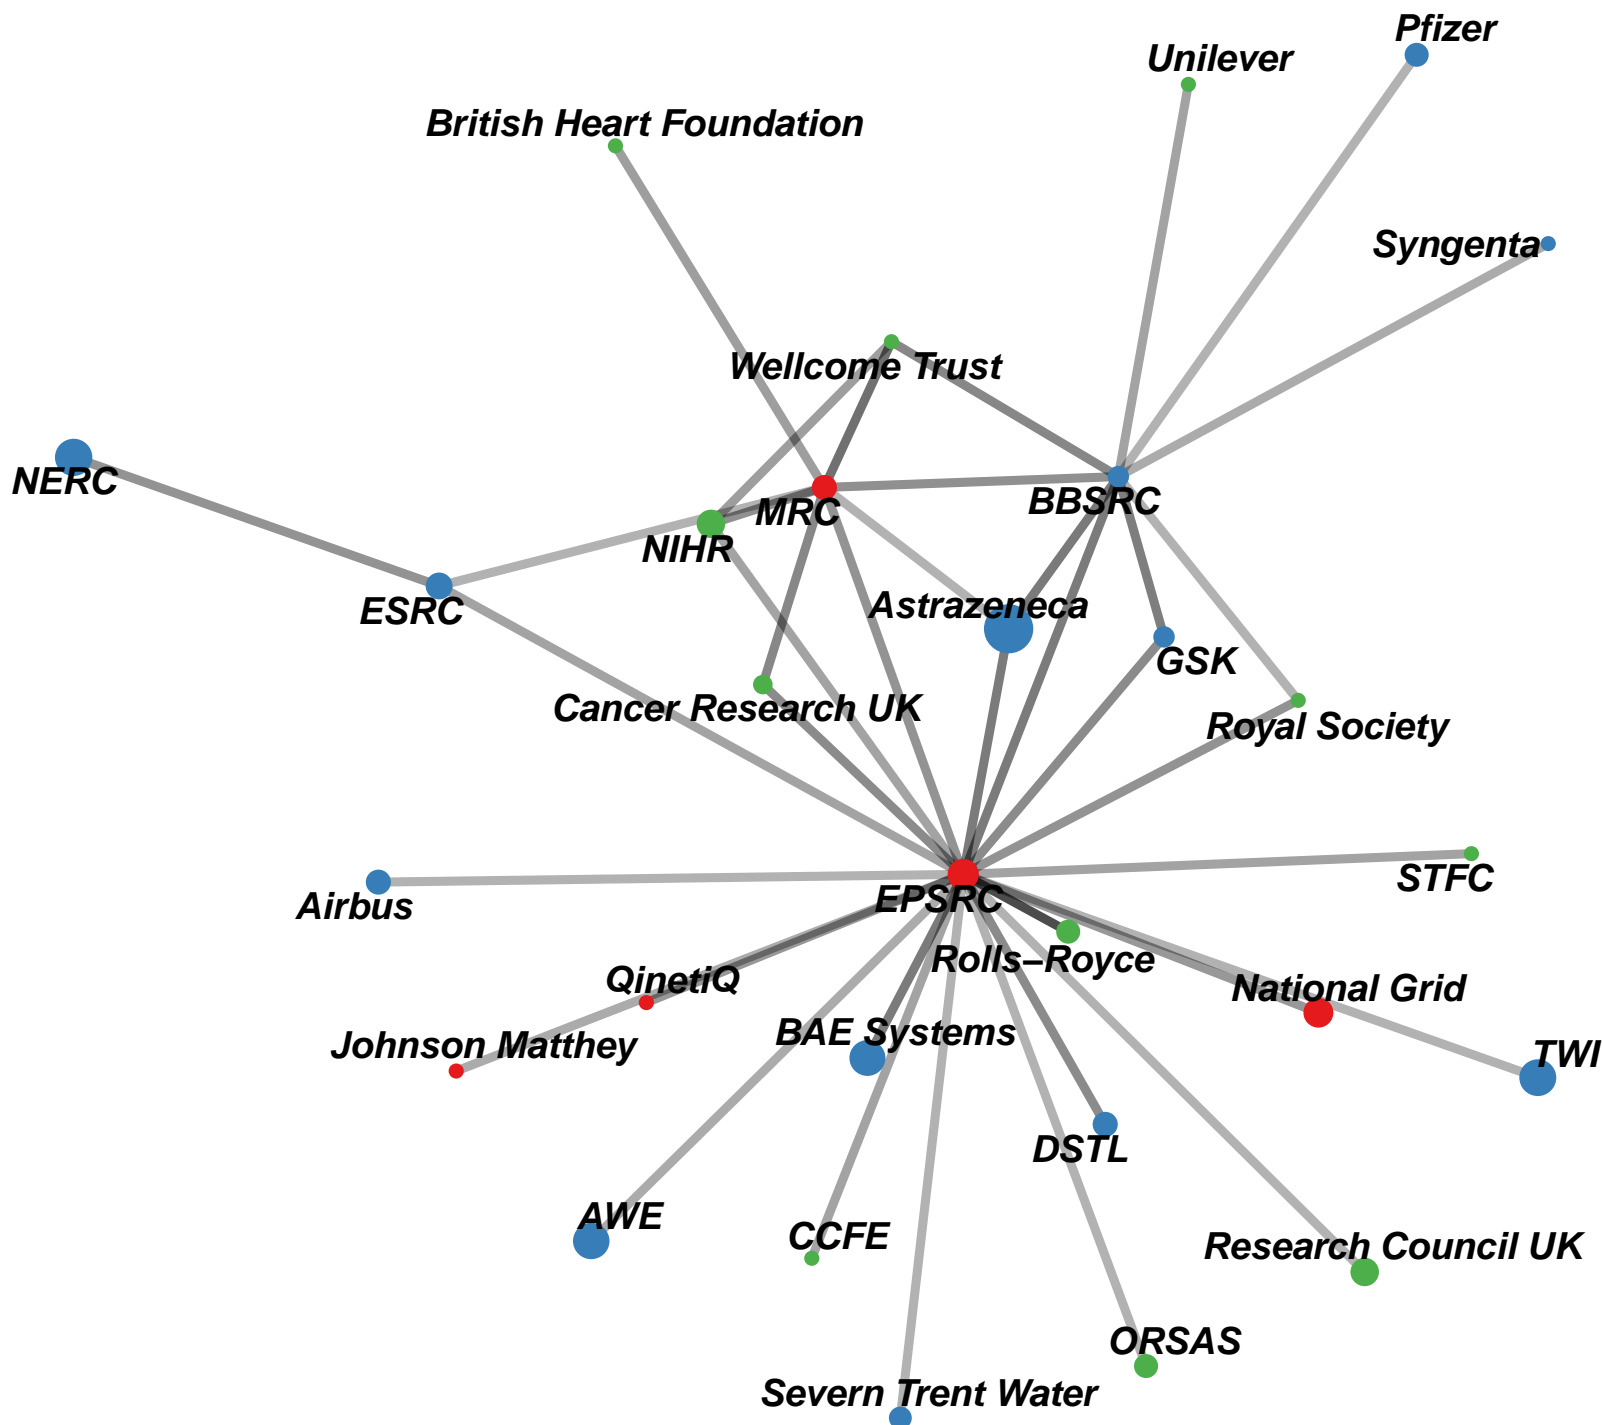 Pfizer
Unilever
British Heart Foundation
Syngenta
Wellcome Trust
NERC
BBSRC
MRC
NIHR
ESRC
Astrazeneca
GSK
Cancer Research UK
Royal Society
STFC
EPSRC
Airbus
Rolls–Royce
QinetiQ
National Grid
BAE Systems
Johnson Matthey
TWI
DSTL
AWE
CCFE
Research Council UK
ORSAS
Severn Trent Water